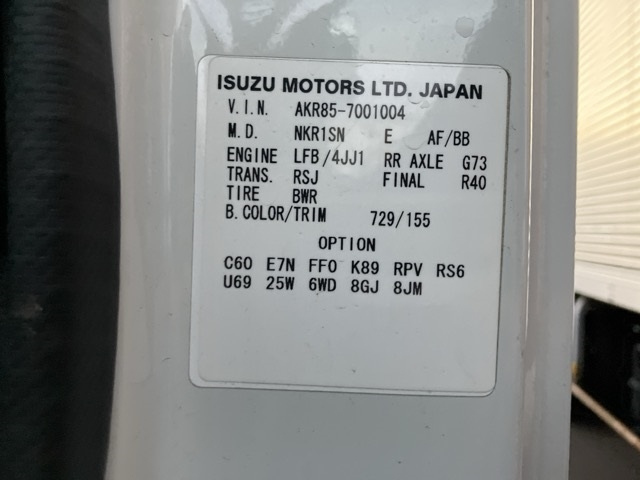 ISUZU MOTORS LTD. JAPAN
V.I.N. AKR85-7001004
M.D. NKR1SN E AF/BB
ENGINE LFB/4JJ1 RR AXLE G73
TRANS. RSJ FINAL R40
TIRE BWR
B.COLOR/TRIM 729/155
OPTION
C60 E7N FF0 K89 RPV RS6
U69 25W 6WD 8GJ 8JM